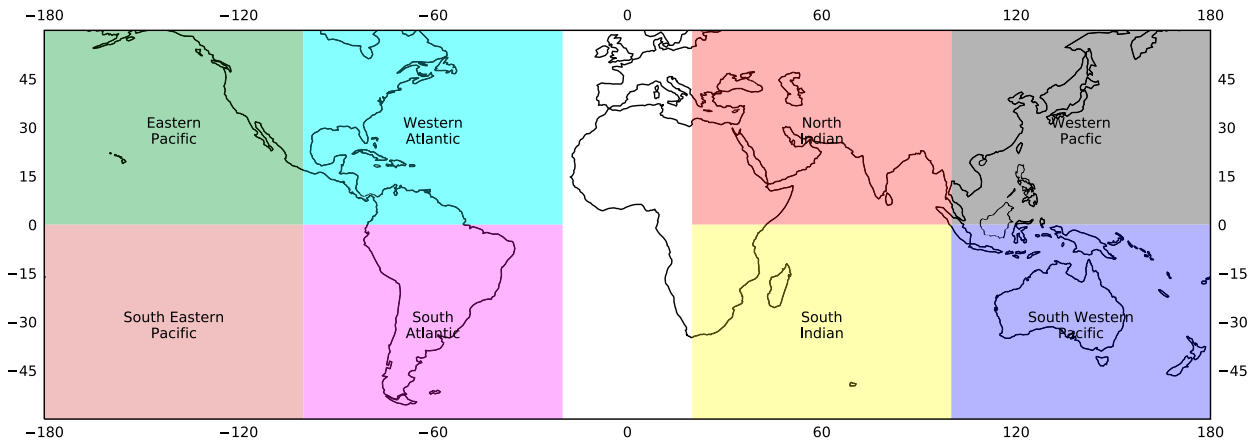 −180 −120 −60 0 60 120 180
45 45
30 30
15 15
0 0
−15 −15
−30 −30
−45 −45
Eastern
Pacific
Western
Atlantic
North
Indian
Western
Pacfic
South Eastern
Pacific
South
Atlantic
South
Indian
South Western
Pacific
−180 −120 −60 0 60 120 180